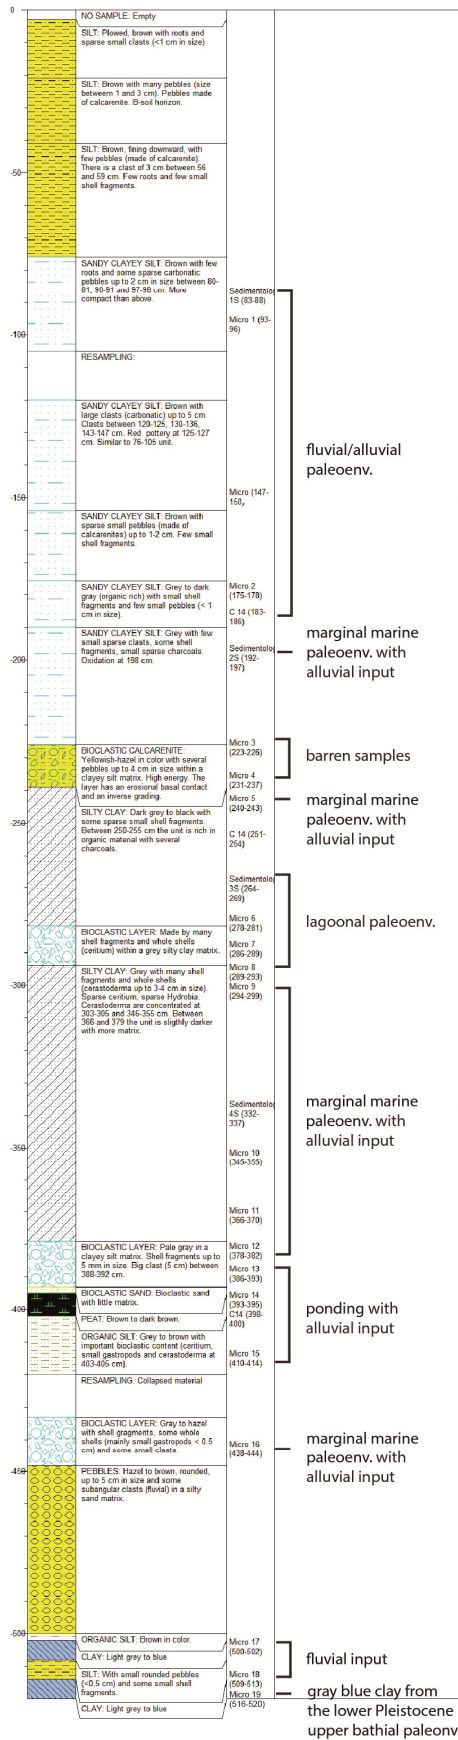 0
NO SAMPLE: Empty
SILT: Plowed, brown with roots and
sparse small clasts (<1 cm in size)
SILT: Brown with many pebbles (size
betweem 1 and 3 cm). Pebbles made
of calcarenite. B-soil horizon.
SILT: Brown, fining downward, with
few pebbles (made of calcarenite).
There is a clast of 3 cm between 56
and 59 cm. Few roots and few small
shell fragments.
-50
SANDY CLAYEY SILT: Brown with few
roots and some sparse carbonatic
pebbles up to 2 cm in size between 80-
81, 90-91 and 97-98 cm. More
compact than above.
Sedimentolog
1S (83-88)
Micro 1 (93-
96)
-100
RESAMPLING:
SANDY CLAYEY SILT: Brown with
large clasts (carbonatic) up to 5 cm.
Clasts between 120-125, 130-136,
143-147 cm. Red pottery at 125-127
cm. Similar to 76-105 unit.
fluvial/alluvial
paleoenv.
Micro (147-
150,
-150
SANDY CLAYEY SILT: Brown with
sparse small pebbles (made of
calcarenites) up to 1-2 cm. Few small
shell fragments.
SANDY CLAYEY SILT: Grey to dark
gray (organic rich) with small shell
fragments and few small pebbles (< 1
cm in size).
Micro 2
(175-178)
C 14 (183-
186)
SANDY CLAYEY SILT: Grey with few
small sparse clasts, some shell
fragments, small sparse charcoals.
Oxidation at 198 cm.
Sedimentolog
2S (192-
197)
marginal marine
paleoenv. with
alluvial input
-200
BIOCLASTIC CALCARENITE:
Yellowish-hazel in color with several
pebbles up to 4 cm in size within a
clayey silt matrix. High energy. The
layer has an erosional basal contact
and an inverse grading.
Micro 3
(223-226)
Micro 4
(231-237)
barren samples
SILTY CLAY: Dark grey to black with
some sparse small shell fragments.
Between 250-255 cm the unit is rich in
organic material with several
charcoals.
Micro 5
(240-243)
C 14 (251-
254)
marginal marine
paleoenv. with
alluvial input
-250
Sedimentolog
3S (264-
269)
Micro 6
(278-281)
lagoonal paleoenv.
BIOCLASTIC LAYER: Made by many
shell fragments and whole shells
(ceritium) within a grey silty clay matrix.
Micro 7
(286-289)
Micro 8
(289-293)
SILTY CLAY: Grey with many shell
fragments and whole shells
(cerastoderma up to 3-4 cm in size).
Sparse ceritium, sparse Hydrobia.
Cerastoderma are concentrated at
303-305 and 346-355 cm. Between
366 and 379 the unit is sligthly darker
with more matrix.
Micro 9
(294-299)
-300
Sedimentolog
4S (332-
337)
marginal marine
paleoenv. with
alluvial input
-350
Micro 10
(345-355)
Micro 11
(366-370)
BIOCLASTIC LAYER: Pale gray in a
clayey silt matrix. Shell fragments up to
5 mm in size. Big clast (5 cm) between
388-392 cm.
Micro 12
(378-382)
Micro 13
(386-393)
BIOCLASTIC SAND: Bioclastic sand
with little matrix.
Micro 14
(393-395)
C14 (398-
400)
ponding with
alluvial input
-400
PEAT: Brown to dark brown.
ORGANIC SILT: Grey to brown with
important bioclastic content (ceritium,
small gastropods and cerastoderma at
403-405 cm).
Micro 15
(410-414)
RESAMPLING: Collapsed material
BIOCLASTIC LAYER: Gray to hazel
with shell gragments, some whole
shells (mainly small gastropods < 0.5
cm) and some small clasts.
Micro 16
(438-444)
marginal marine
paleoenv. with
alluvial input
-450
PEBBLES: Hazel to brown, rounded,
up to 5 cm in size and some
subangular clasts (fluvial) in a silty
sand matrix.
-500
ORGANIC SILT: Brown in color.
Micro 17
(500-502)
CLAY: Light grey to blue
fluvial input
SILT: With small rounded pebbles
(<0.5 cm) and some small shell
fragments.
Micro 18
(509-513)
Micro 19
(516-520)
CLAY: Light grey to blue
gray blue clay from
the lower Pleistocene
upper bathial paleonv